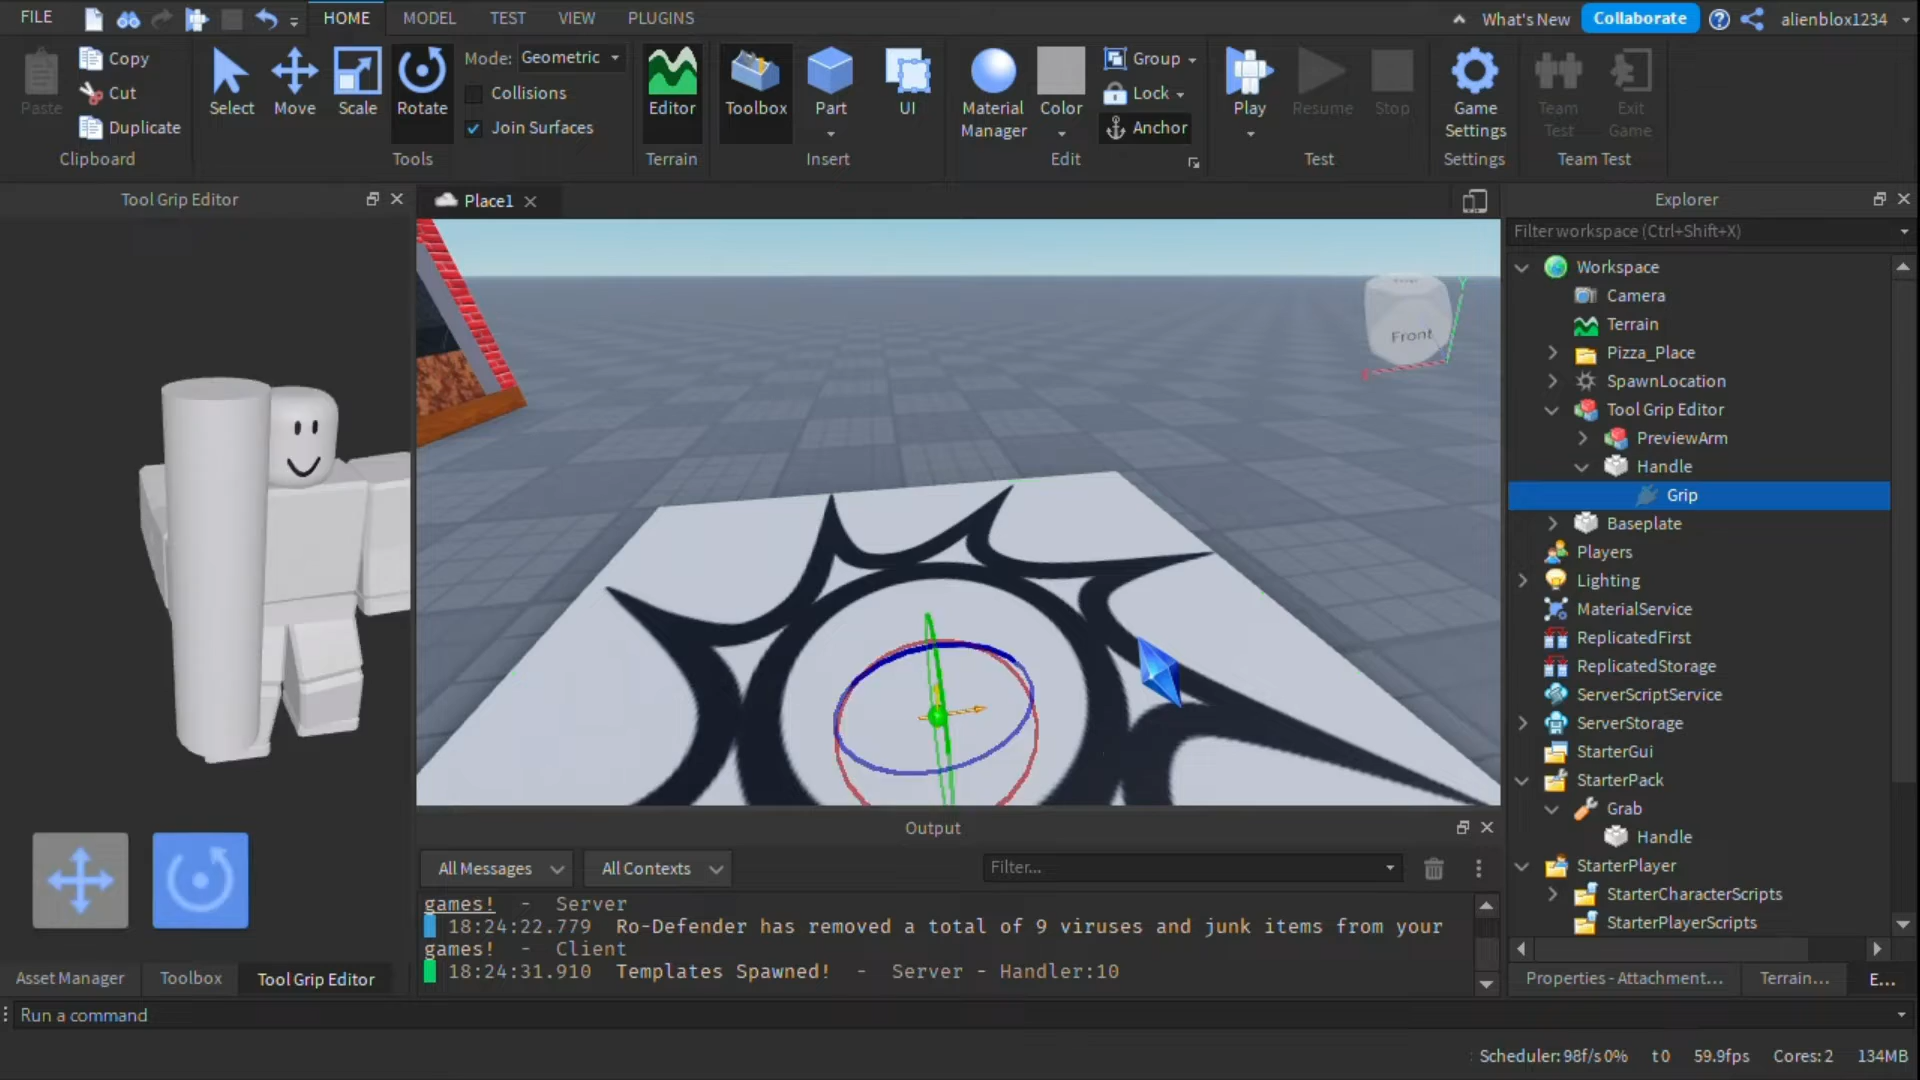 FILE
HOME
MODEL
TEST
VIEW
PLUGINS
What's New
Collaborate
alienblox1234
Paste
Copy
Cut
Duplicate
Clipboard
Select
Move
Scale
Rotate
Mode: Geometric
Collisions
Join Surfaces
Tools
Editor
Terrain
Toolbox
Part
UI
Insert
Material
Manager
Color
Group
Lock
Anchor
Edit
Play
Resume
Stop
Test
Game
Settings
Settings
Team
Test
Exit
Game
Team Test
Tool Grip Editor
Place1
Front
Explorer
Filter workspace (Ctrl+Shift+X)
Workspace
Camera
Terrain
Pizza_Place
SpawnLocation
Tool Grip Editor
PreviewArm
Handle
Grip
Baseplate
Players
Lighting
MaterialService
ReplicatedFirst
ReplicatedStorage
ServerScriptService
ServerStorage
StarterGui
StarterPack
Grab
Handle
StarterPlayer
StarterCharacterScripts
StarterPlayerScripts
Output
All Messages
All Contexts
Filter...
games! - Server
18:24:22.779 Ro-Defender has removed a total of 9 viruses and junk items from your
games! - Client
18:24:31.910 Templates Spawned! - Server - Handler:10
Asset Manager
Toolbox
Tool Grip Editor
Properties - Attachment...
Terrain...
E...
Run a command
Scheduler: 98f/s 0%
t0
59.9fps
Cores: 2
134MB